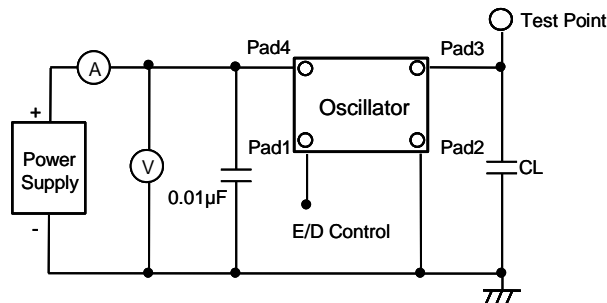 Test Point
Pad4
Pad3
A
+
Oscillator
Power
Supply
V
Pad1
Pad2
0.01µF
CL
-
E/D Control